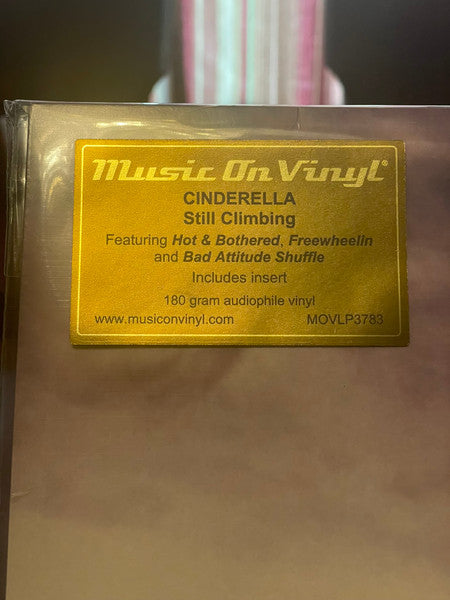 Music On Vinyl®
CINDERELLA
Still Climbing
Featuring Hot & Bothered, Freewheelin
and Bad Attitude Shuffle
Includes insert
180 gram audiophile vinyl
www.musiconvinyl.com MOVLP3783